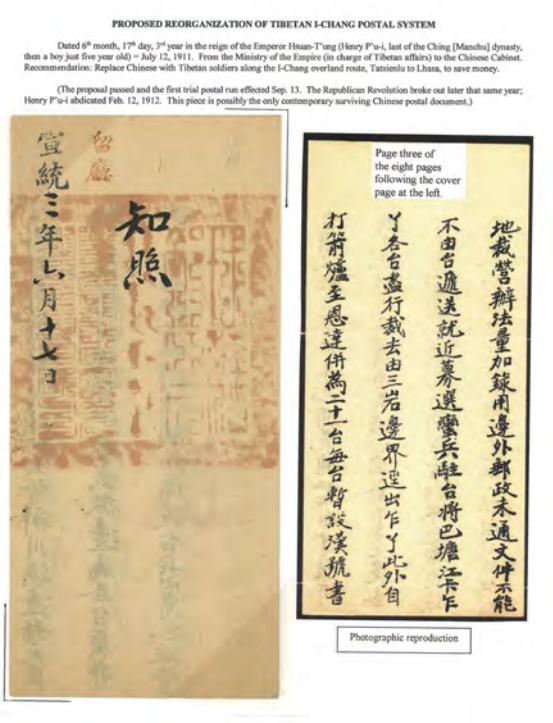 PROPOSED REORGANIZATION OF TIBETAN I-CHANG POSTAL SYSTEM
Dated 6th month, 17th day, 3rd year in the reign of the Emperor Hsuan-T'ung (Henry P'u-i, last of the Ching [Manchu] dynasty,
then a boy just five year old) = July 12, 1911. From the Ministry of the Empire (in charge of Tibetan affairs) to the Chinese Cabinet.
Recommendation: Replace Chinese with Tibetan soldiers along the I-Chang overland route, Tatsienlu to Lhasa, to save money.
(The proposal passed and the first trial postal run effected Sep. 13. The Republican Revolution broke out later that same year;
Henry P'u-i abdicated Feb. 12, 1912. This piece is possibly the only contemporary surviving Chinese postal document.)
留廳
知照
宣統三年六月十七日
Page three of
the eight pages
following the cover
page at the left.
地裁營辦法量加錄用邊外郵政未通文件不能
不由台遞送就近募選蠻兵駐台將巴塘江卡乍
丫叁台盡行裁去由三岩邊界逕出乍丫此外自
打箭爐至恩達併為二十一台每台暫設漢號書
Photographic reproduction